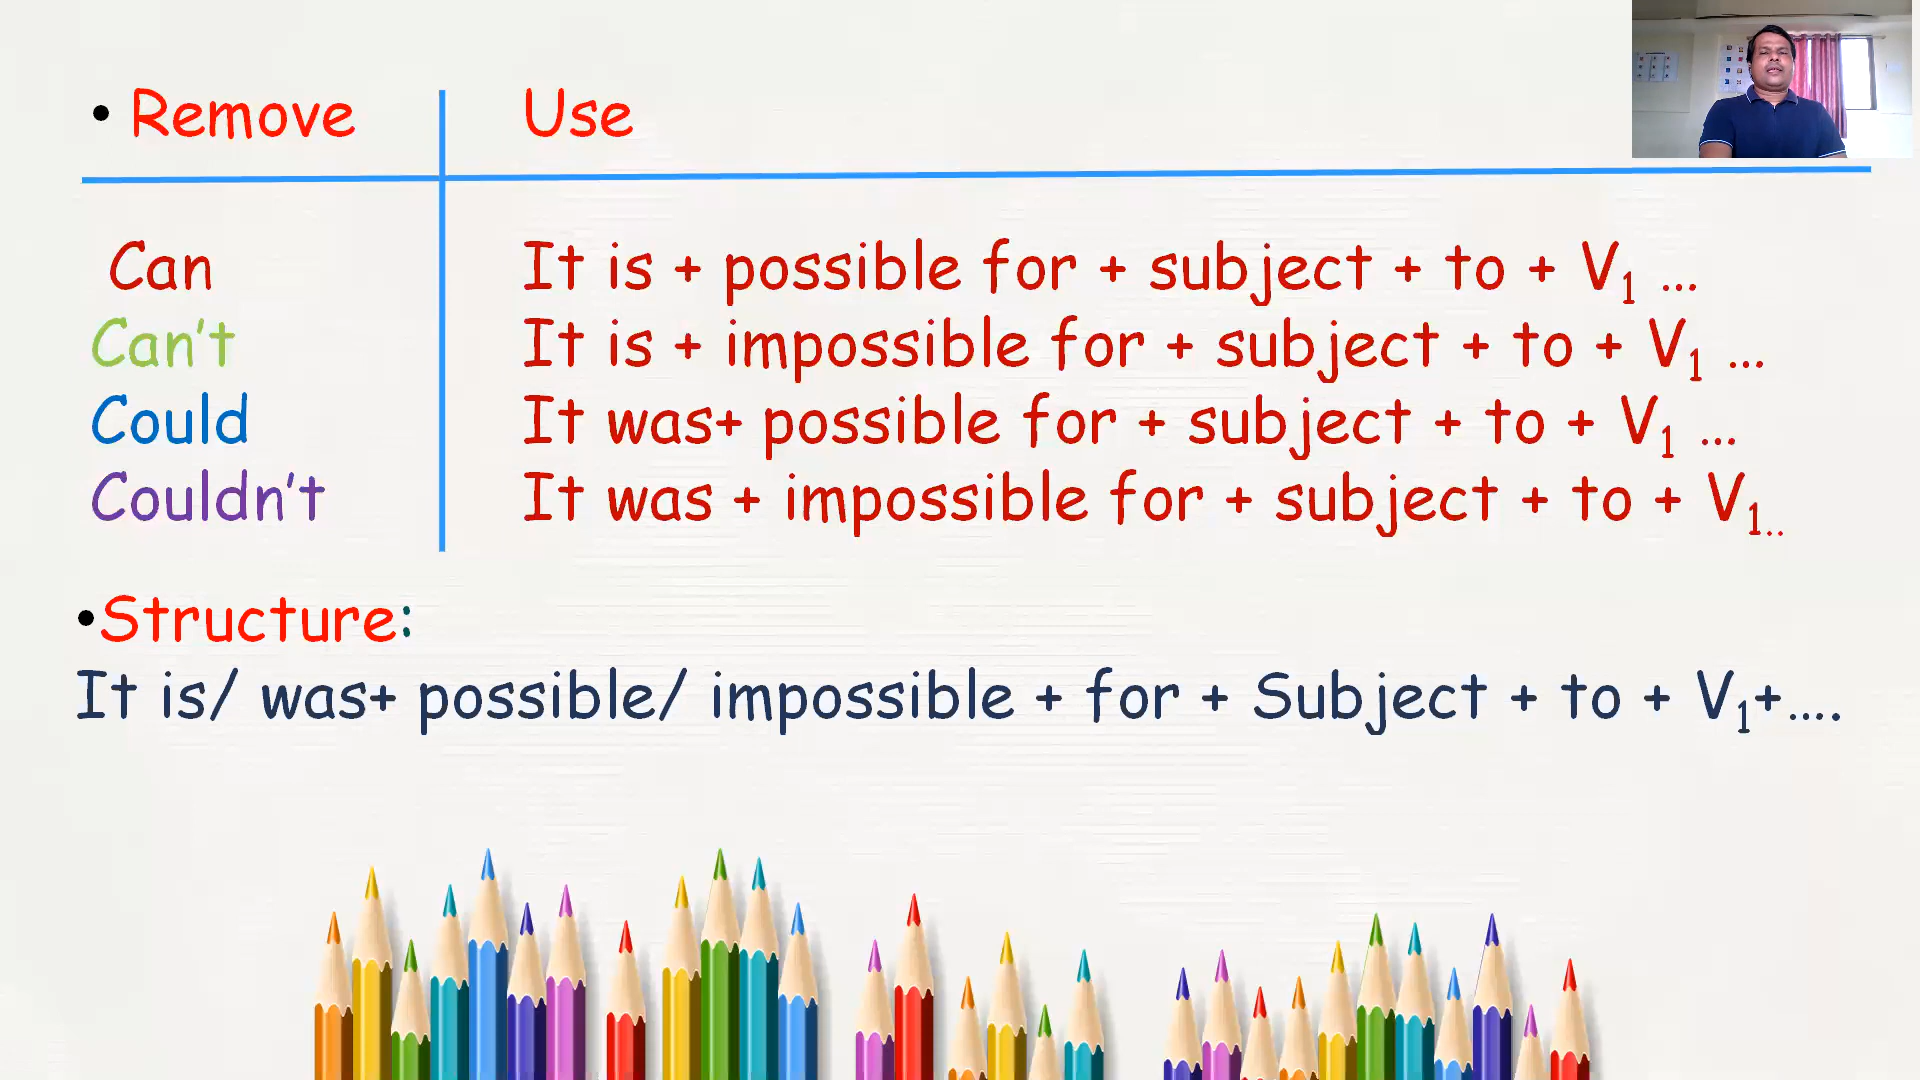 • Remove Use
Can It is + possible for + subject + to + V₁ ...
Can't It is + impossible for + subject + to + V₁ ...
Could It was+ possible for + subject + to + V₁ ...
Couldn't It was + impossible for + subject + to + V₁..
•Structure:
It is/ was+ possible/ impossible + for + Subject + to + V₁+....